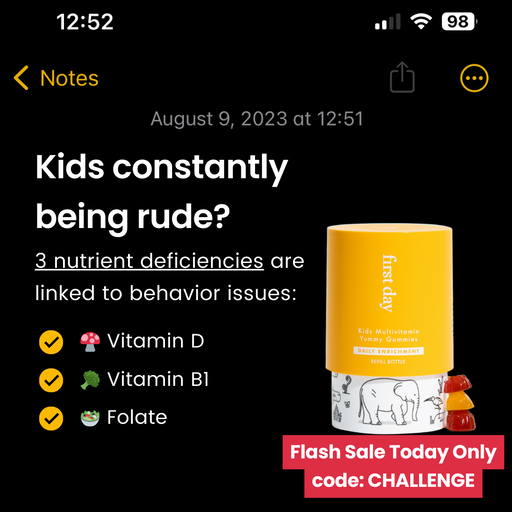 12:52
98
Notes
August 9, 2023 at 12:51
Kids constantly
being rude?
3 nutrient deficiencies are
linked to behavior issues:
Vitamin D
Vitamin B1
Folate
first day
Kids Multivitamin
Yummy Gummies
DAILY ENRICHMENT
REFILL BOTTLE
Flash Sale Today Only
code: CHALLENGE